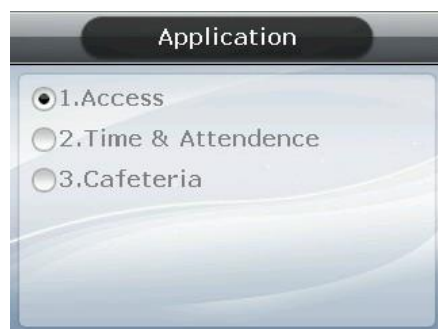 Application
1.Access
2.Time & Attendence
3.Cafeteria